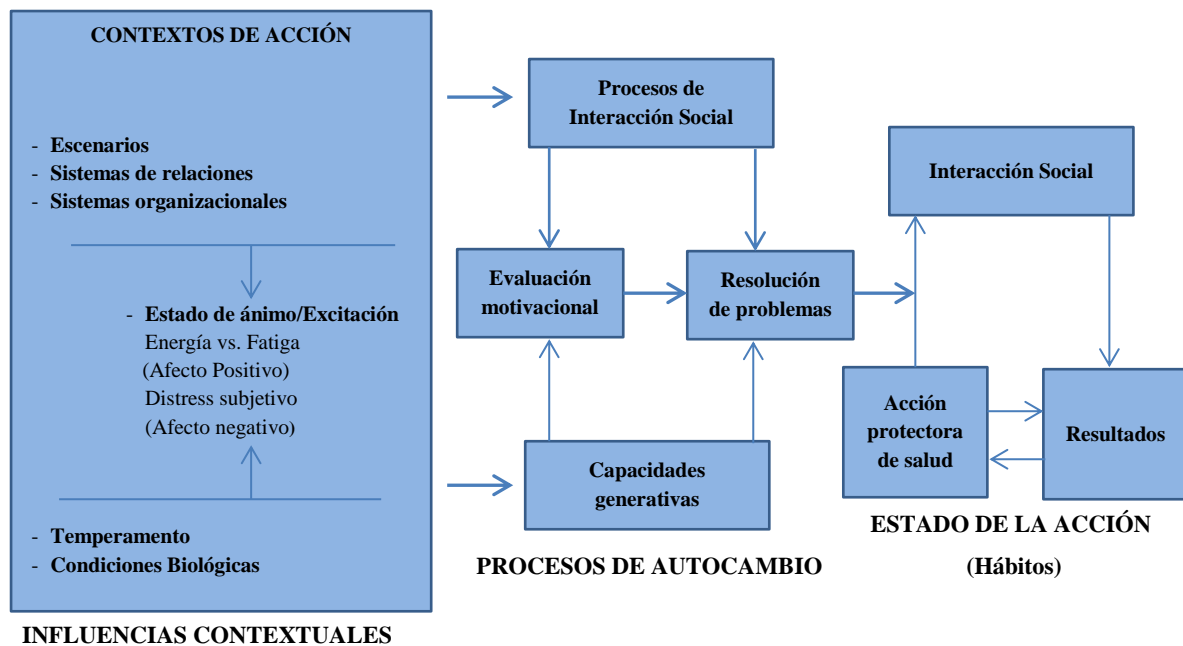 CONTEXTOS DE ACCIÓN
- Escenarios
- Sistemas de relaciones
- Sistemas organizacionales
- Estado de ánimo/Excitación
Energía vs. Fatiga
(Afecto Positivo)
Distress subjetivo
(Afecto negativo)
- Temperamento
- Condiciones Biológicas
INFLUENCIAS CONTEXTUALES
Procesos de
Interacción Social
Evaluación
motivacional
Resolución
de problemas
Capacidades
generativas
PROCESOS DE AUTOCAMBIO
Interacción Social
Acción
protectora
de salud
Resultados
ESTADO DE LA ACCIÓN
(Hábitos)